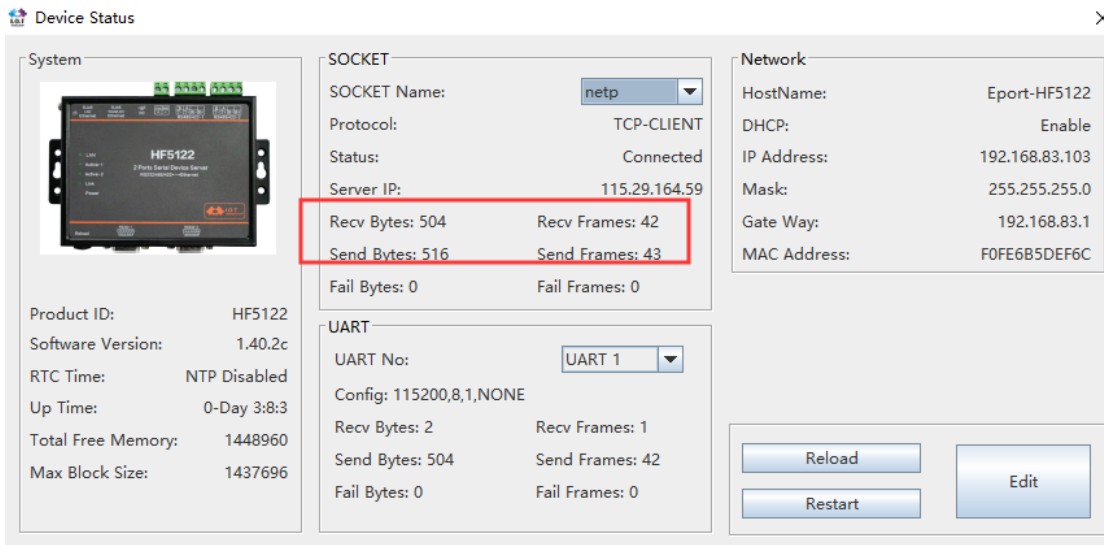 Device Status
System
HF5122
2 Ports Serial Device Server
Product ID: HF5122
Software Version: 1.40.2c
RTC Time: NTP Disabled
Up Time: 0-Day 3:8:3
Total Free Memory: 1448960
Max Block Size: 1437696
SOCKET
SOCKET Name: netp
Protocol: TCP-CLIENT
Status: Connected
Server IP: 115.29.164.59
Recv Bytes: 504 Recv Frames: 42
Send Bytes: 516 Send Frames: 43
Fail Bytes: 0 Fail Frames: 0
UART
UART No: UART 1
Config: 115200,8,1,NONE
Recv Bytes: 2 Recv Frames: 1
Send Bytes: 504 Send Frames: 42
Fail Bytes: 0 Fail Frames: 0
Network
HostName: Eport-HF5122
DHCP: Enable
IP Address: 192.168.83.103
Mask: 255.255.255.0
Gate Way: 192.168.83.1
MAC Address: F0FE6B5DEF6C
Reload
Restart
Edit